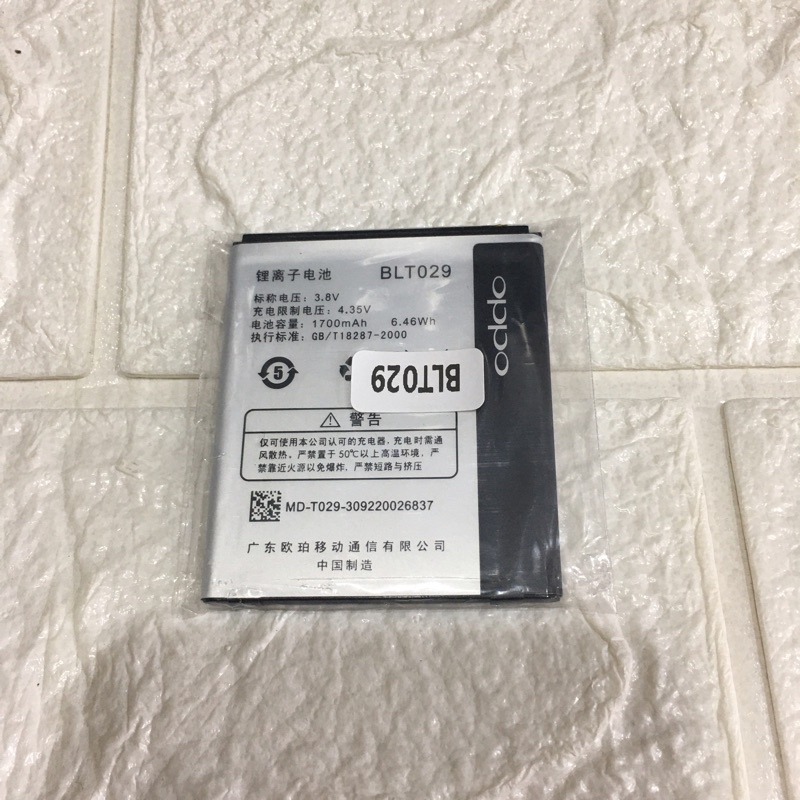 锂离子电池 BLT029
标称电压：3.8V
充电限制电压：4.35V
电池容量：1700mAh 6.46Wh
执行标准：GB/T18287-2000
5
BLT029
警告
仅可使用本公司认可的充电器，充电时需通
风散热。严禁置于50℃以上高温环境，严
禁靠近火源以免爆炸，严禁短路与挤压
MD-T029-309220026837
广东欧珀移动通信有限公司
中国制造
oppo